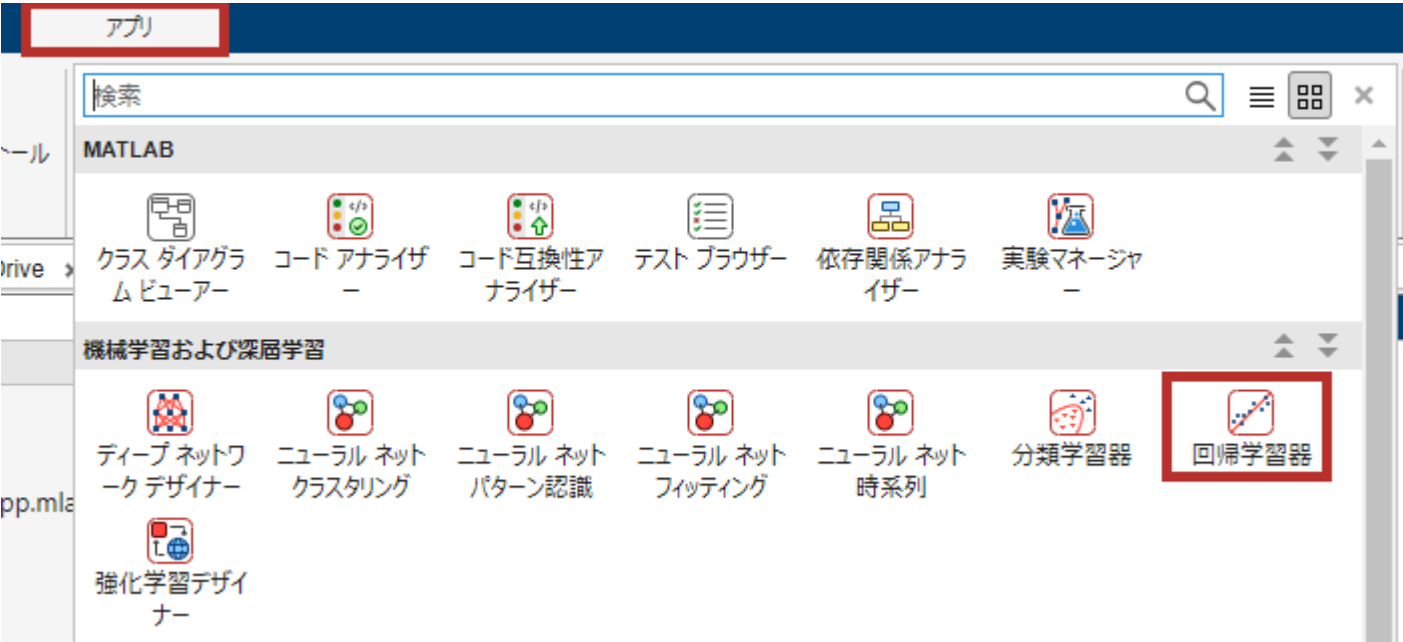 アプリ
検索
ール
MATLAB
クラス ダイアグラ
ム ビューアー
コード アナライザ
ー
コード互換性ア
ナライザー
テスト ブラウザー
依存関係アナラ
イザー
実験マネージャ
ー
Drive
機械学習および深層学習
ディープ ネットワ
ーク デザイナー
ニューラル ネット
クラスタリング
ニューラル ネット
パターン認識
ニューラル ネット
フィッティング
ニューラル ネット
時系列
分類学習器
回帰学習器
pp.mla
強化学習デザイ
ナー